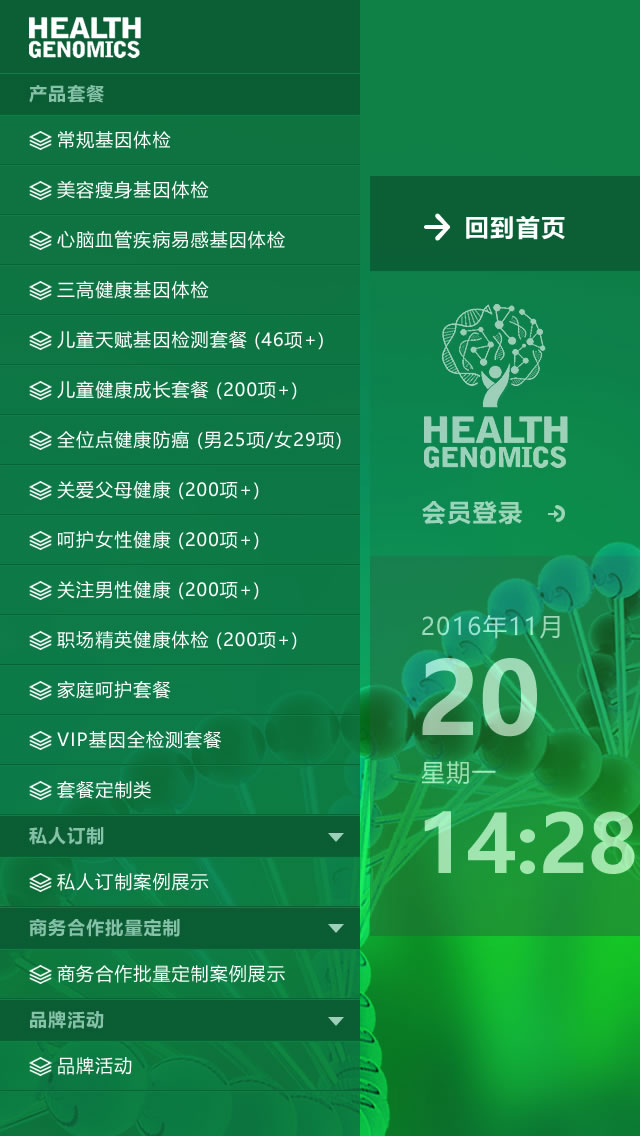 HEALTH
GENOMICS
产品套餐
常规基因体检
美容瘦身基因体检
心脑血管疾病易感基因体检
三高健康基因体检
儿童天赋基因检测套餐 (46项+)
儿童健康成长套餐 (200项+)
全位点健康防癌 (男25项/女29项)
关爱父母健康 (200项+)
呵护女性健康 (200项+)
关注男性健康 (200项+)
职场精英健康体检 (200项+)
家庭呵护套餐
VIP基因全检测套餐
套餐定制类
私人订制
私人订制案例展示
商务合作批量定制
商务合作批量定制案例展示
品牌活动
品牌活动
回到首页
HEALTH
GENOMICS
会员登录
2016年11月
20
星期一
14:28